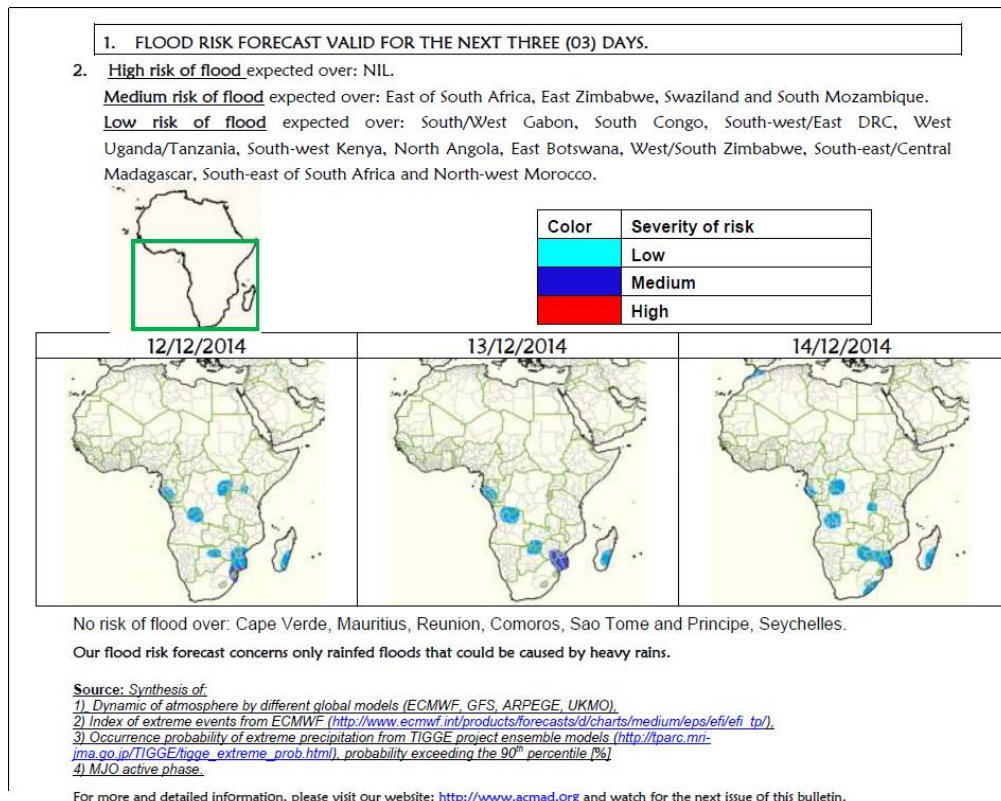 1. FLOOD RISK FORECAST VALID FOR THE NEXT THREE (03) DAYS.
2. High risk of flood expected over: NIL.
Medium risk of flood expected over: East of South Africa, East Zimbabwe, Swaziland and South Mozambique.
Low risk of flood expected over: South/West Gabon, South Congo, South-west/East DRC, West
Uganda/Tanzania, South-west Kenya, North Angola, East Botswana, West/South Zimbabwe, South-east/Central
Madagascar, South-east of South Africa and North-west Morocco.
Color Severity of risk
Low
Medium
High
12/12/2014 13/12/2014 14/12/2014
No risk of flood over: Cape Verde, Mauritius, Reunion, Comoros, Sao Tome and Principe, Seychelles.
Our flood risk forecast concerns only rainfed floods that could be caused by heavy rains.
Source: Synthesis of:
1) Dynamic of atmosphere by different global models (ECMWF, GFS, ARPEGE, UKMO),
2) Index of extreme events from ECMWF (http://www.ecmwf.int/products/forecasts/d/charts/medium/eps/efi/efi_tp/),
3) Occurrence probability of extreme precipitation from TIGGE project ensemble models (http://tparc.mri-
jma.go.jp/TIGGE/tigge_extreme_prob.html), probability exceeding the 90th percentile [%]
4) MJO active phase.
For more and detailed information, please visit our website: http://www.acmad.org and watch for the next issue of this bulletin.